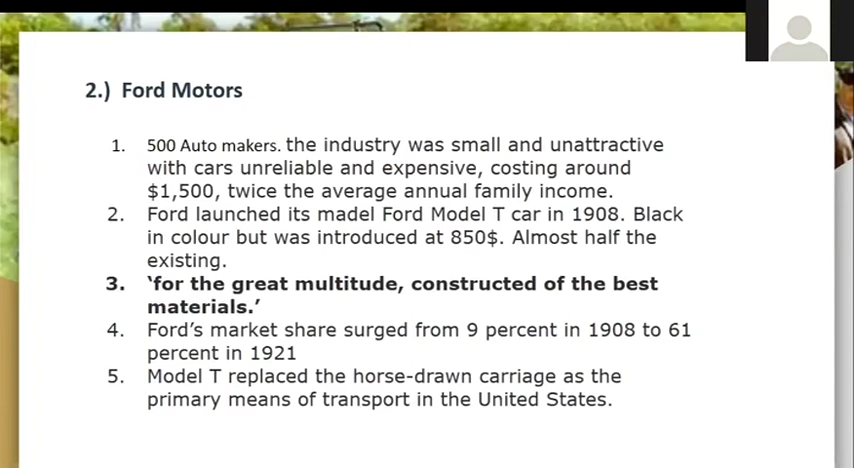 2.) Ford Motors
1. 500 Auto makers. the industry was small and unattractive
with cars unreliable and expensive, costing around
$1,500, twice the average annual family income.
2. Ford launched its madel Ford Model T car in 1908. Black
in colour but was introduced at 850$. Almost half the
existing.
3. ‘for the great multitude, constructed of the best
materials.’
4. Ford’s market share surged from 9 percent in 1908 to 61
percent in 1921
5. Model T replaced the horse-drawn carriage as the
primary means of transport in the United States.